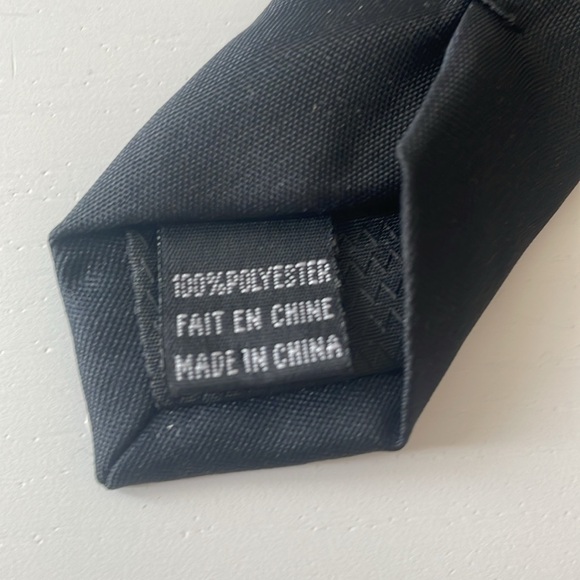 100%POLYESTER
FAIT EN CHINE
MADE IN CHINA